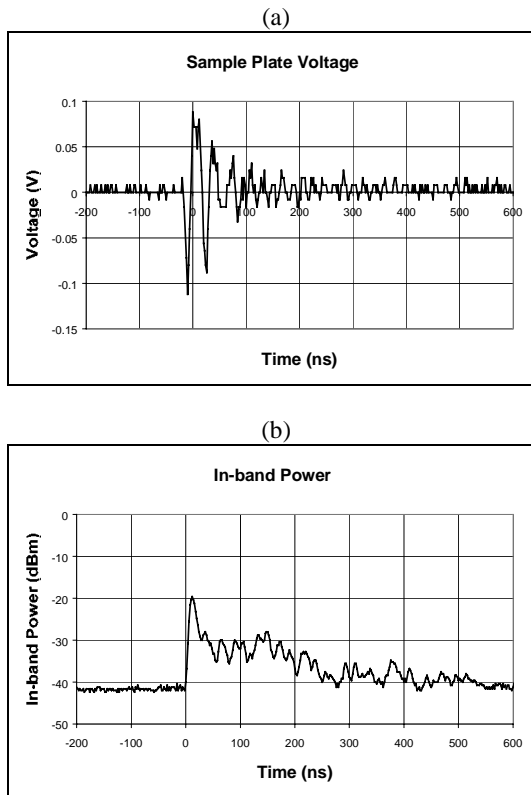 (a)
Sample Plate Voltage
0.1
0.05
0
-0.05
-0.1
-0.15
-200 -100 0 100 200 300 400 500 600
Voltage (V)
Time (ns)
(b)
In-band Power
0
-10
-20
-30
-40
-50
-200 -100 0 100 200 300 400 500 600
In-band Power (dBm)
Time (ns)